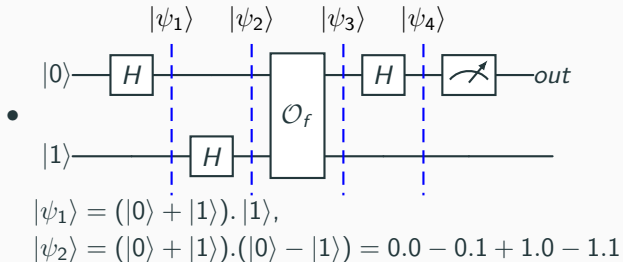 |ψ₁⟩ |ψ₂⟩ |ψ₃⟩ |ψ₄⟩
|0⟩ H H out
• 𝒪_f
|1⟩ H
|ψ₁⟩ = (|0⟩ + |1⟩). |1⟩,
|ψ₂⟩ = (|0⟩ + |1⟩).(|0⟩ − |1⟩) = 0.0 − 0.1 + 1.0 − 1.1